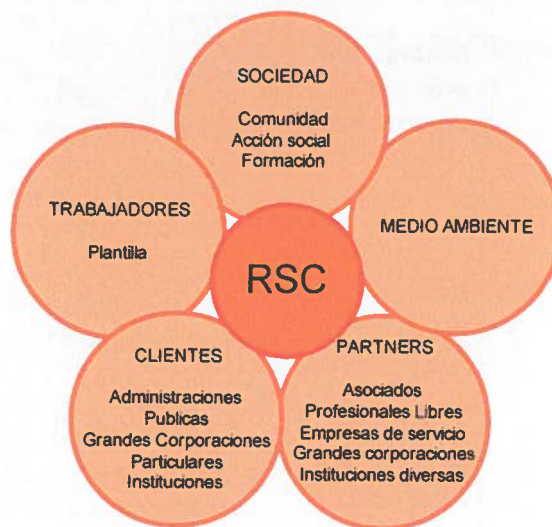 SOCIEDAD
Comunidad
Acción social
Formación
TRABAJADORES
Plantilla
MEDIO AMBIENTE
RSC
CLIENTES
Administraciones
Publicas
Grandes Corporaciones
Particulares
Instituciones
PARTNERS
Asociados
Profesionales Libres
Empresas de servicio
Grandes corporaciones
Instituciones diversas